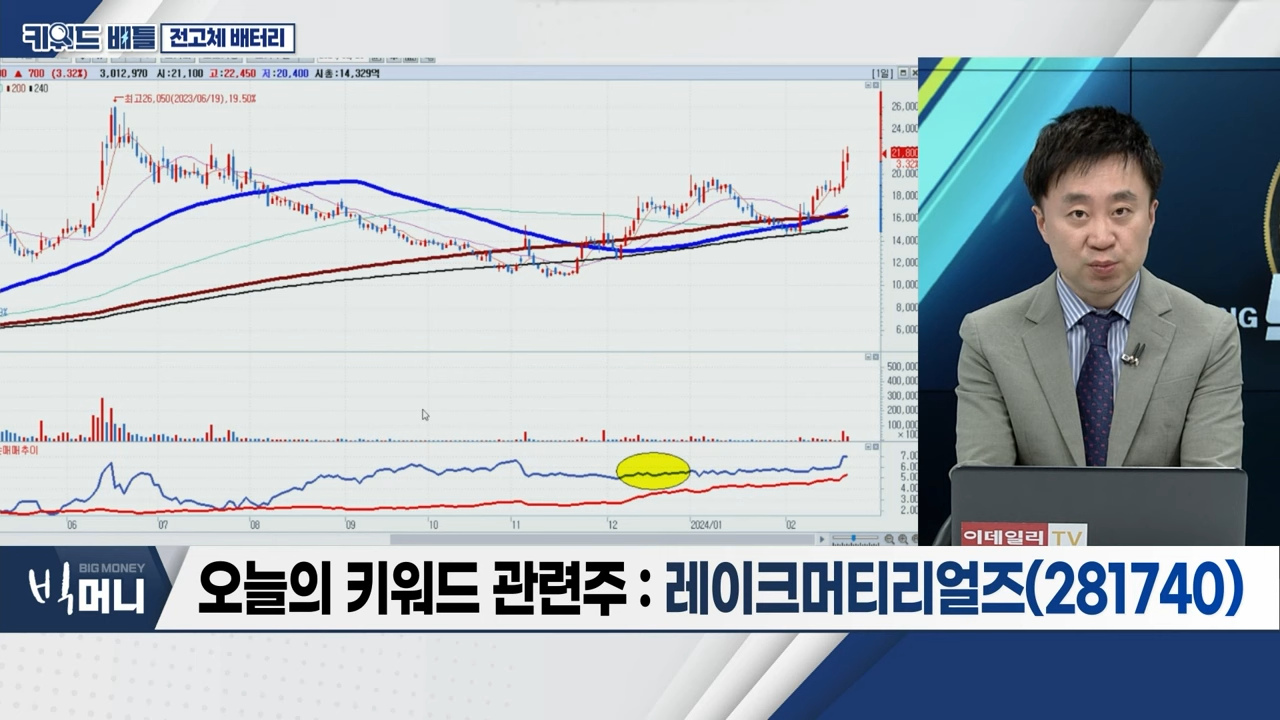 키워드 배틀 전고체 배터리
▲ 700 (3.32%) 3,012,970 시:21,100 고:22,450 저:20,400 시총:14,329억 [1일]
200 240
최고26,050(2023/06/19),19.50%
26,000
24,000
21,800
3.32%
20,000
18,000
16,000
14,000
12,000
10,000
8,000
6,000
500,000
400,000
300,000
200,000
100,000
×100
매매추이
7.00
6.00
5.00
4.00
3.00
2.00
06 07 08 09 10 11 12 2024/01 02
NG
이데일리 TV
BIG MONEY
빅머니
오늘의 키워드 관련주 : 레이크머티리얼즈(281740)